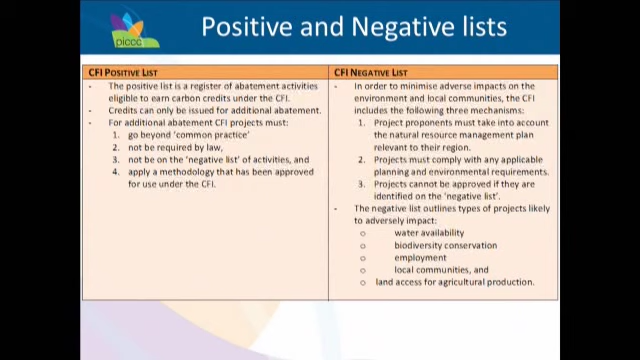 Positive and Negative lists
piccc
CFI POSITIVE LIST
- The positive list is a register of abatement activities
eligible to earn carbon credits under the CFI.
- Credits can only be issued for additional abatement.
- For additional abatement CFI projects must:
1. go beyond 'common practice'
2. not be required by law,
3. not be on the 'negative list' of activities, and
4. apply a methodology that has been approved
for use under the CFI.
CFI NEGATIVE LIST
- In order to minimise adverse impacts on the
environment and local communities, the CFI
includes the following three mechanisms:
1. Project proponents must take into account
the natural resource management plan
relevant to their region.
2. Projects must comply with any applicable
planning and environmental requirements.
3. Projects cannot be approved if they are
identified on the 'negative list'.
- The negative list outlines types of projects likely
to adversely impact:
o water availability
o biodiversity conservation
o employment
o local communities, and
o land access for agricultural production.